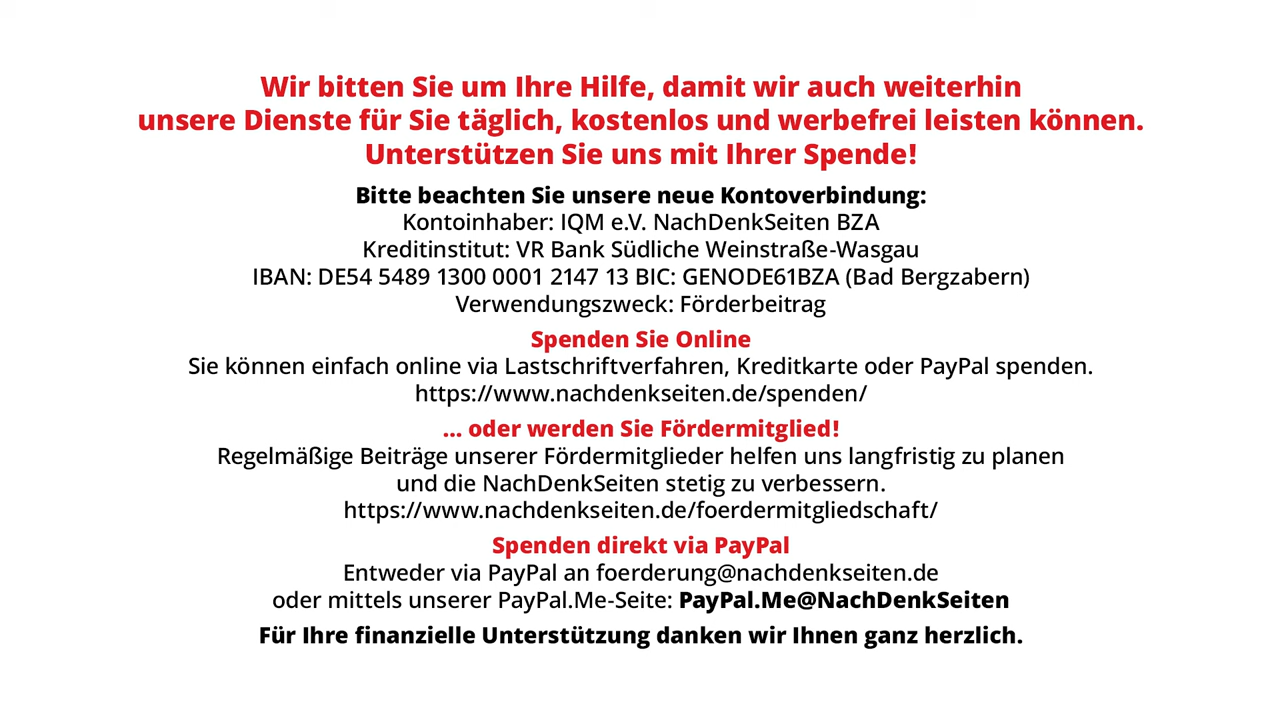 Wir bitten Sie um Ihre Hilfe, damit wir auch weiterhin
unsere Dienste für Sie täglich, kostenlos und werbefrei leisten können.
Unterstützen Sie uns mit Ihrer Spende!
Bitte beachten Sie unsere neue Kontoverbindung:
Kontoinhaber: IQM e.V. NachDenkSeiten BZA
Kreditinstitut: VR Bank Südliche Weinstraße-Wasgau
IBAN: DE54 5489 1300 0001 2147 13 BIC: GENODE61BZA (Bad Bergzabern)
Verwendungszweck: Förderbeitrag
Spenden Sie Online
Sie können einfach online via Lastschriftverfahren, Kreditkarte oder PayPal spenden.
https://www.nachdenkseiten.de/spenden/
... oder werden Sie Fördermitglied!
Regelmäßige Beiträge unserer Fördermitglieder helfen uns langfristig zu planen
und die NachDenkSeiten stetig zu verbessern.
https://www.nachdenkseiten.de/foerdermitgliedschaft/
Spenden direkt via PayPal
Entweder via PayPal an foerderung@nachdenkseiten.de
oder mittels unserer PayPal.Me-Seite: PayPal.Me@NachDenkSeiten
Für Ihre finanzielle Unterstützung danken wir Ihnen ganz herzlich.